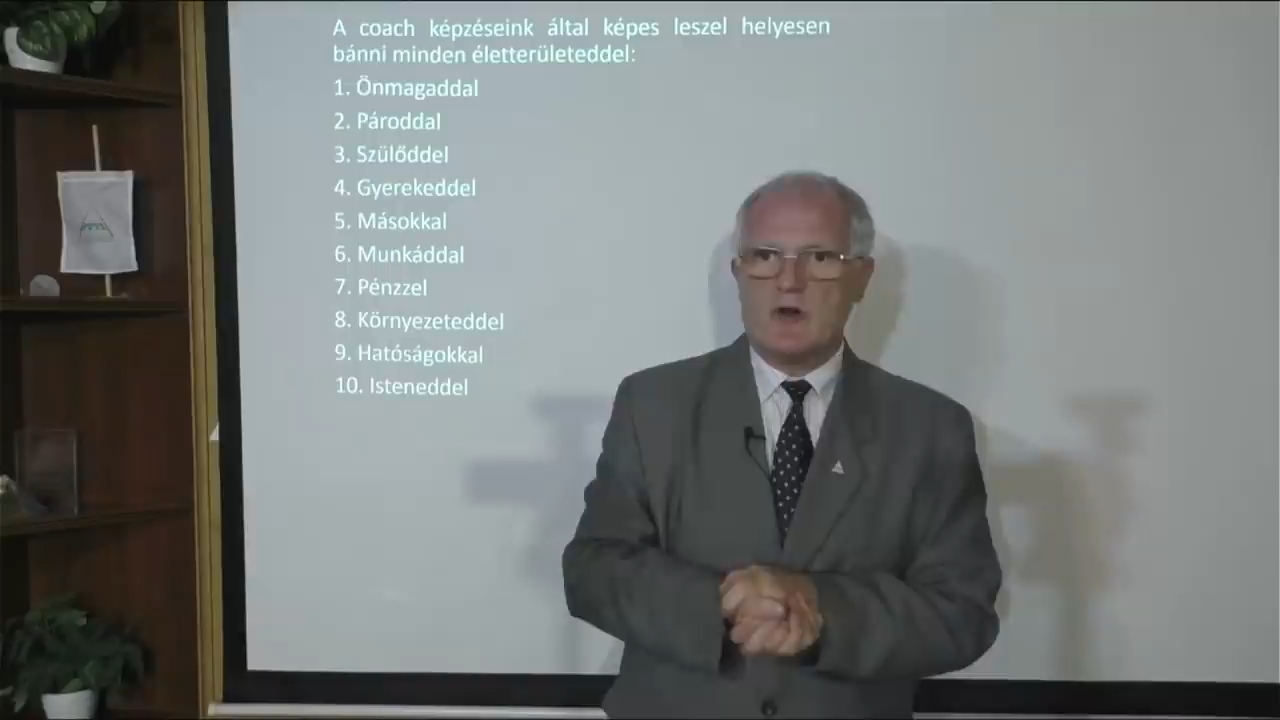 A coach képzéseink által képes leszel helyesen
bánni minden életterületeddel:
1. Önmagaddal
2. Pároddal
3. Szülőddel
4. Gyerekeddel
5. Másokkal
6. Munkáddal
7. Pénzzel
8. Környezeteddel
9. Hatóságokkal
10. Isteneddel